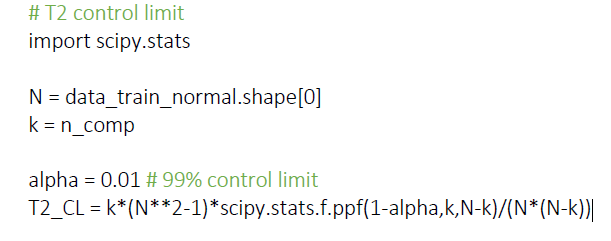 # T2 control limit
import scipy.stats
N = data_train_normal.shape[0]
k = n_comp
alpha = 0.01 # 99% control limit
T2_CL = k*(N**2-1)*scipy.stats.f.ppf(1-alpha,k,N-k)/(N*(N-k))